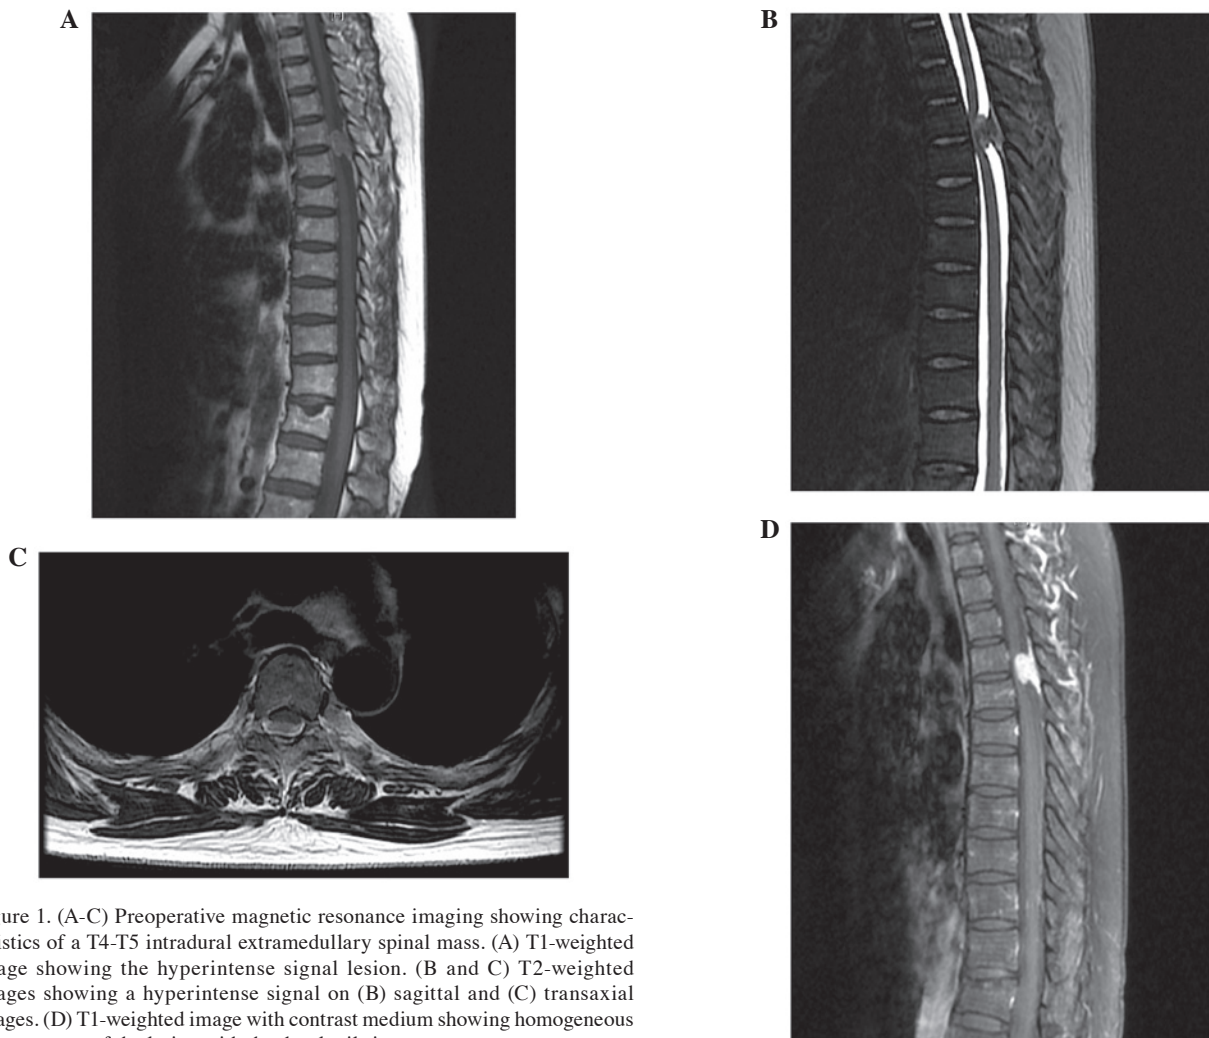 A
B
C
D
ure 1. (A-C) Preoperative magnetic resonance imaging showing charac-
istics of a T4-T5 intradural extramedullary spinal mass. (A) T1-weighted
age showing the hyperintense signal lesion. (B and C) T2-weighted
ages showing a hyperintense signal on (B) sagittal and (C) transaxial
ages. (D) T1-weighted image with contrast medium showing homogeneous